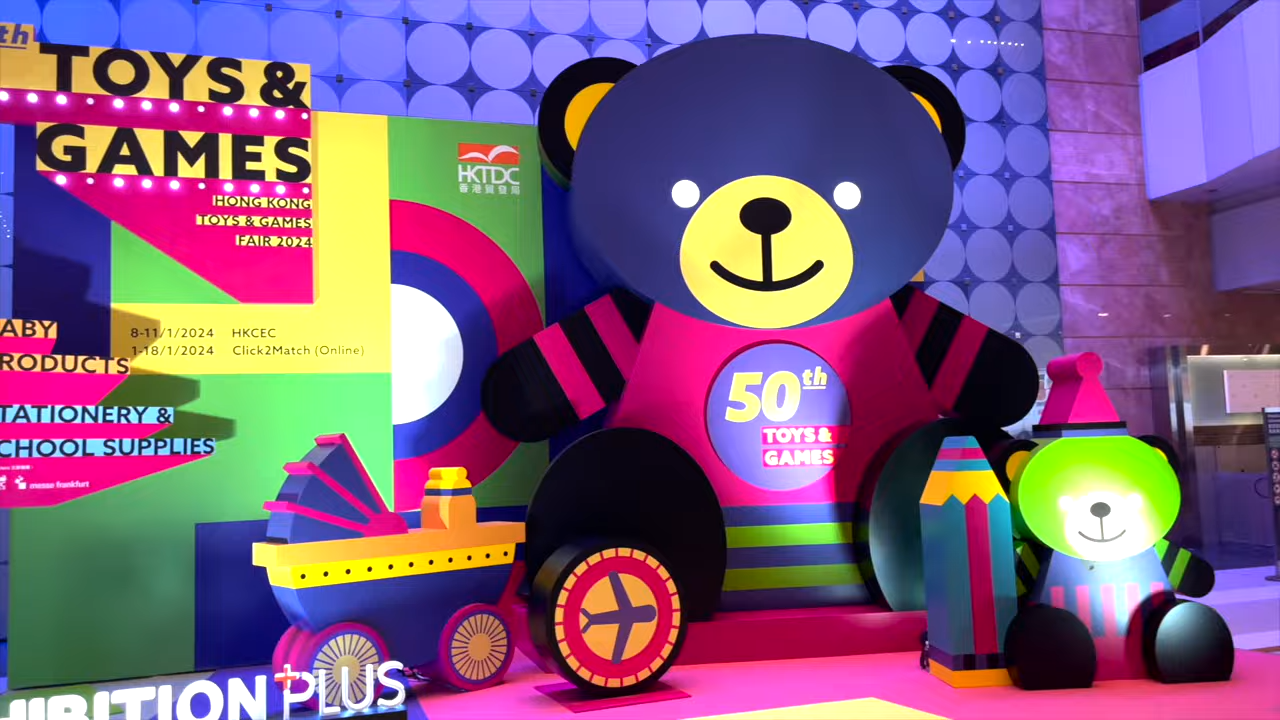 th
TOYS &
GAMES
HONG KONG
TOYS & GAMES
FAIR 2024
HKTDC
香港貿發局
8-11/1/2024 HKCEC
1-18/1/2024 Click2Match (Online)
ABY
RODUCTS
TATIONERY &
CHOOL SUPPLIES
messe frankfurt
50th
TOYS &
GAMES
IBITION +PLUS